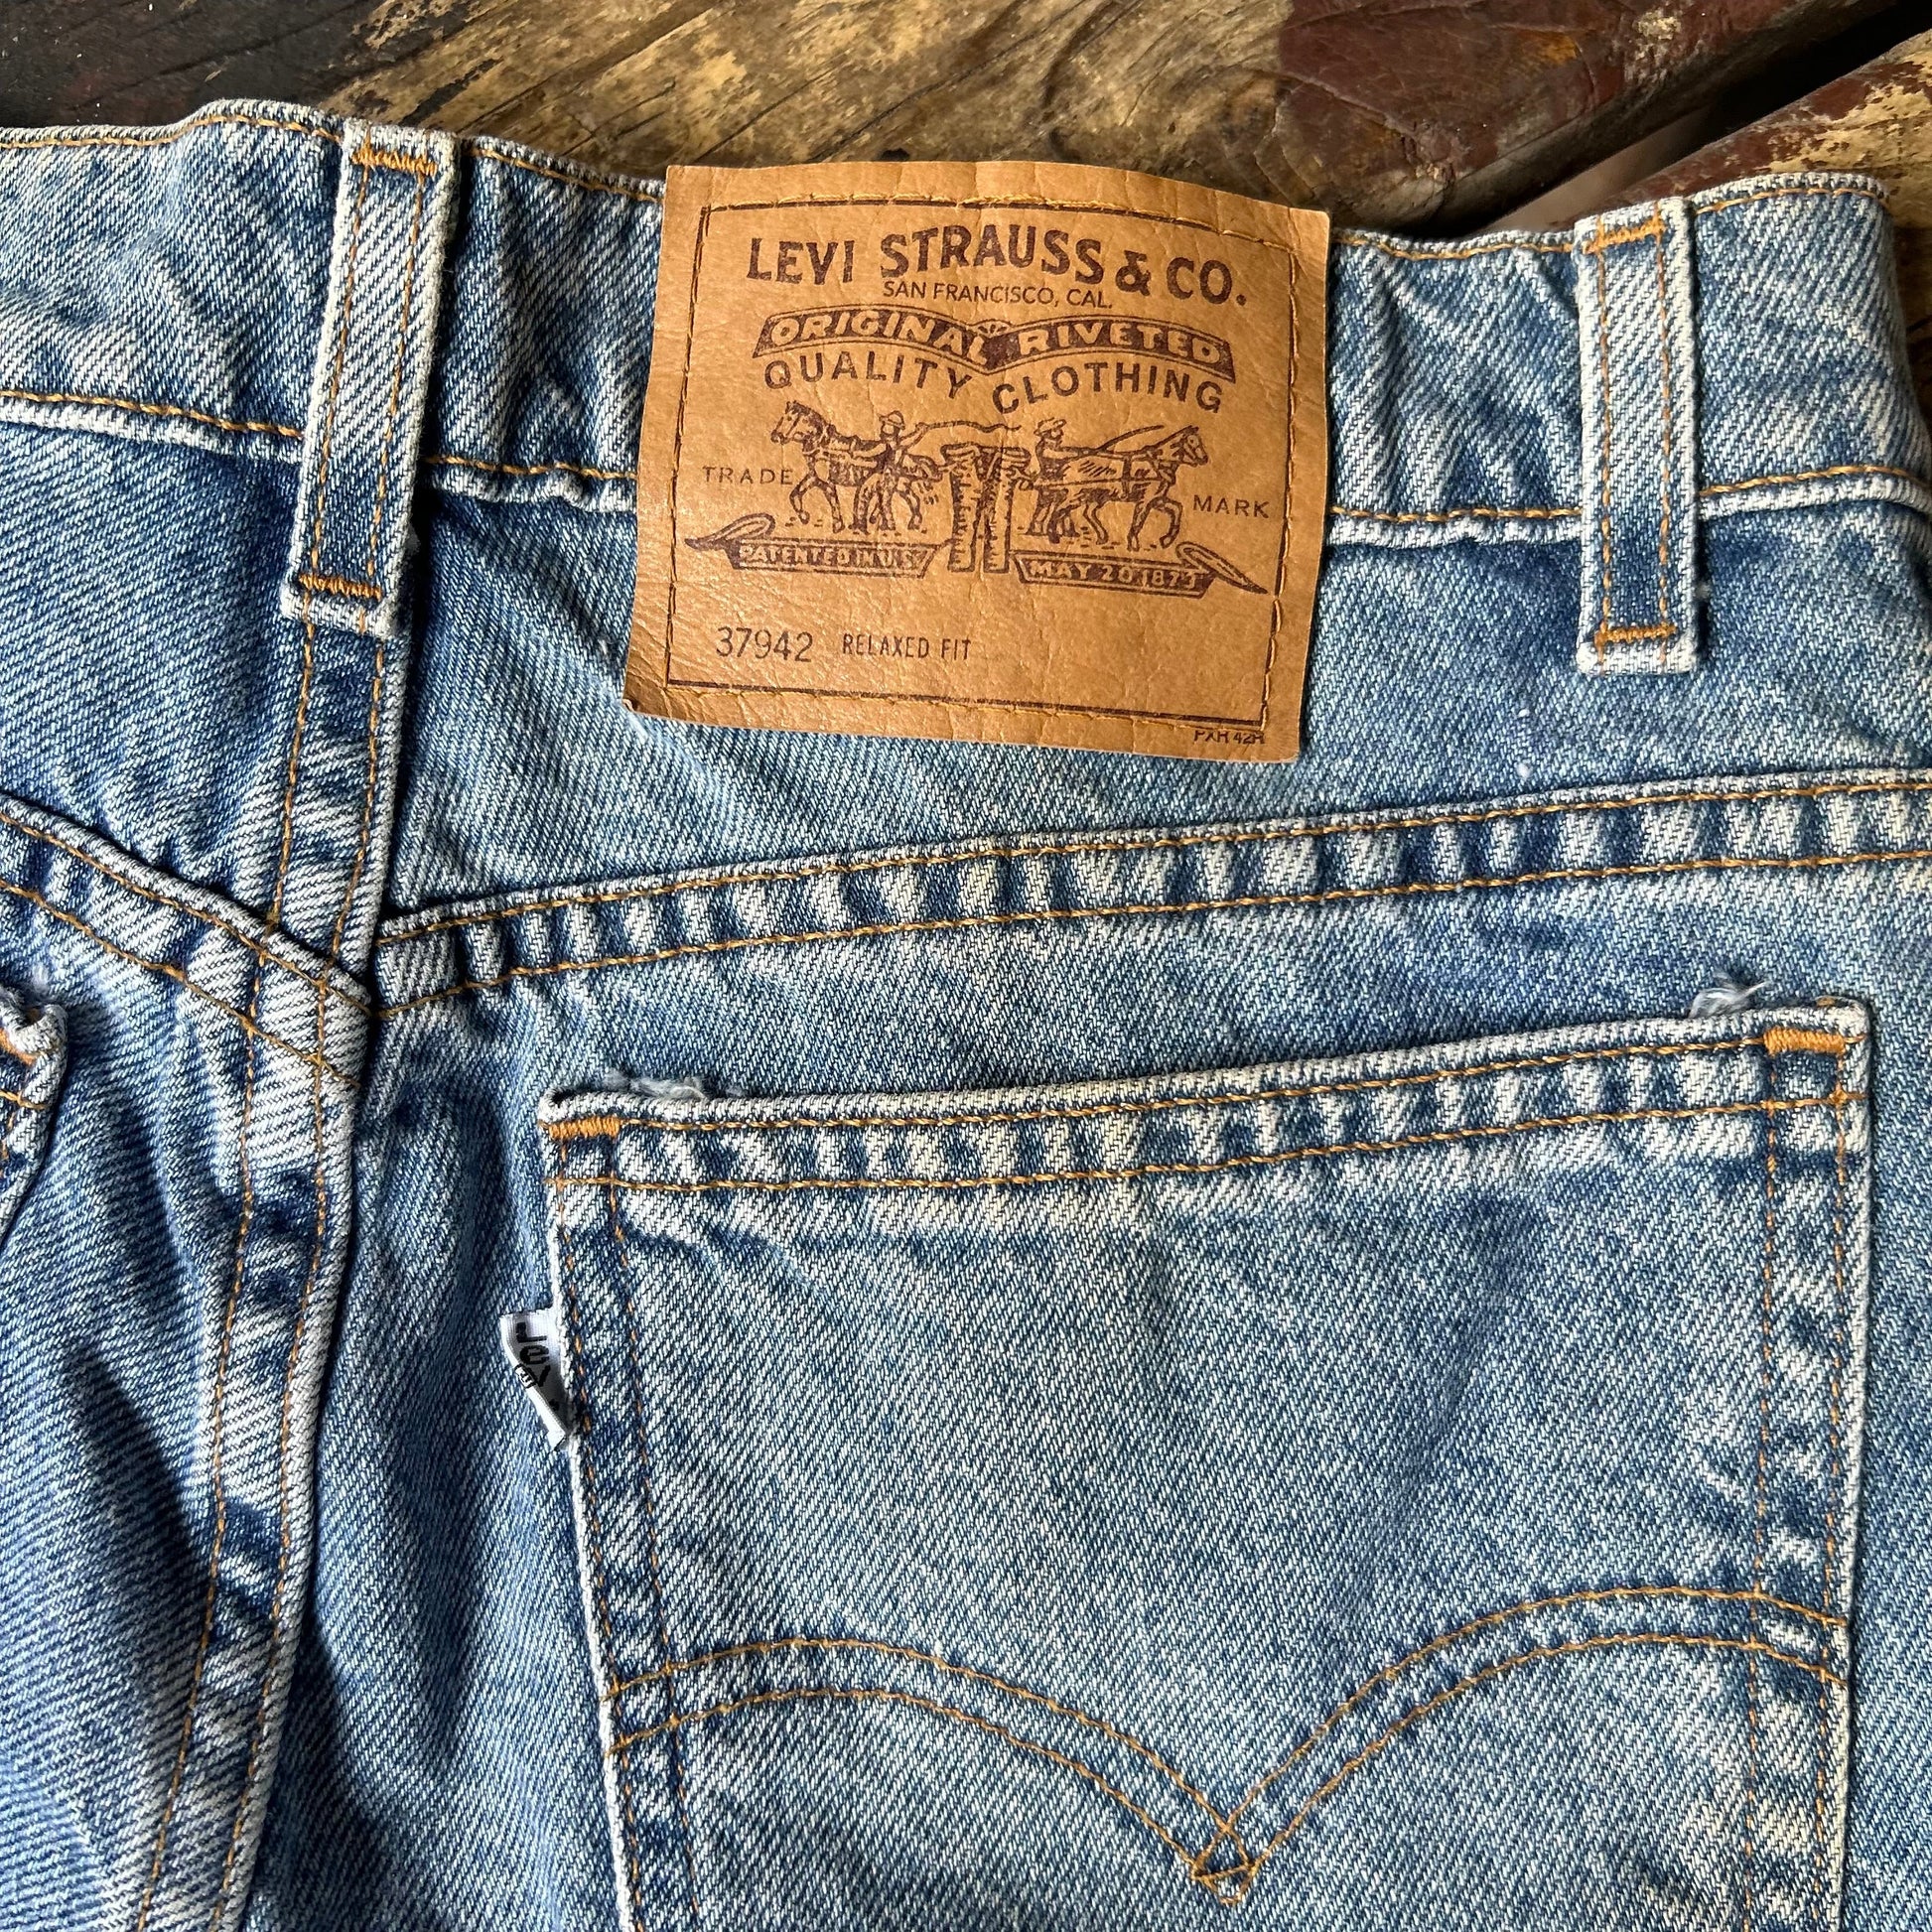 LEVI STRAUSS & CO.
SAN FRANCISCO, CAL.
ORIGINAL RIVETED
QUALITY CLOTHING
TRADE MARK
PATENTED IN U.S. MAY 20 1873
37942 RELAXED FIT